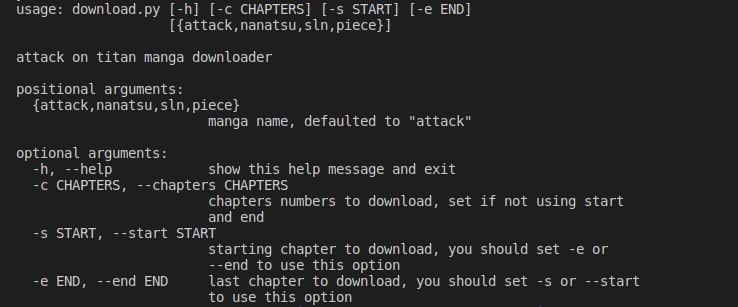 usage: download.py [-h] [-c CHAPTERS] [-s START] [-e END]
                   [{attack,nanatsu,sln,piece}]

attack on titan manga downloader

positional arguments:
  {attack,nanatsu,sln,piece}
                        manga name, defaulted to "attack"

optional arguments:
  -h, --help            show this help message and exit
  -c CHAPTERS, --chapters CHAPTERS
                        chapters numbers to download, set if not using start
                        and end
  -s START, --start START
                        starting chapter to download, you should set -e or
                        --end to use this option
  -e END, --end END     last chapter to download, you should set -s or --start
                        to use this option